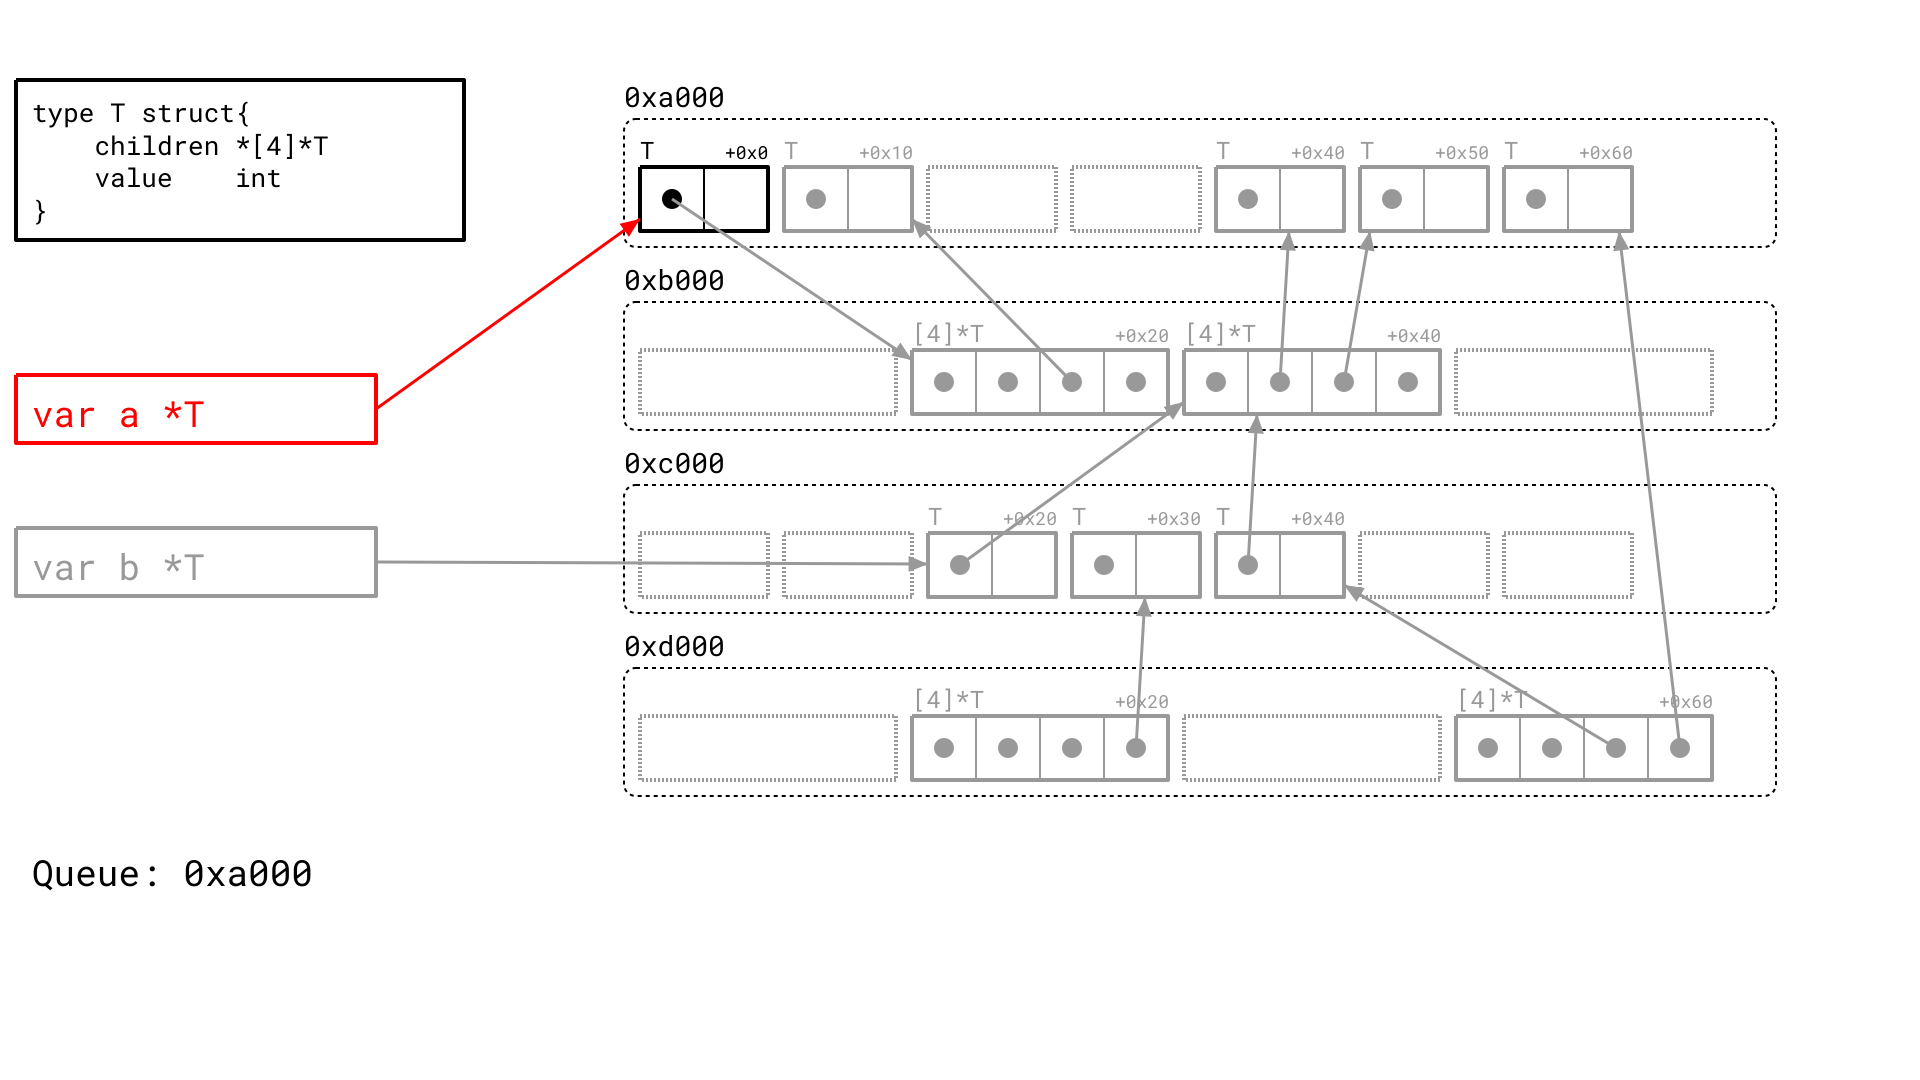 type T struct{
    children *[4]*T
    value    int
}
var a *T
var b *T
0xa000
T +0x0 T +0x10 T +0x40 T +0x50 T +0x60
0xb000
[4]*T +0x20 [4]*T +0x40
0xc000
T +0x20 T +0x30 T +0x40
0xd000
[4]*T +0x20 [4]*T +0x60
Queue: 0xa000